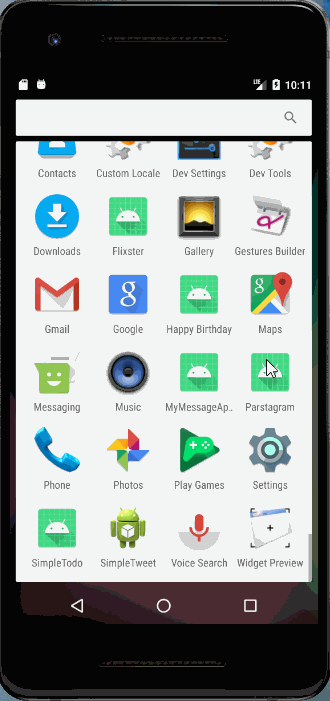 LTE 10:11
Contacts Custom Locale Dev Settings Dev Tools
Downloads Flixster Gallery Gestures Builder
Gmail Google Happy Birthday Maps
Messaging Music MyMessageAp.. Parstagram
Phone Photos Play Games Settings
SimpleTodo SimpleTweet Voice Search Widget Preview